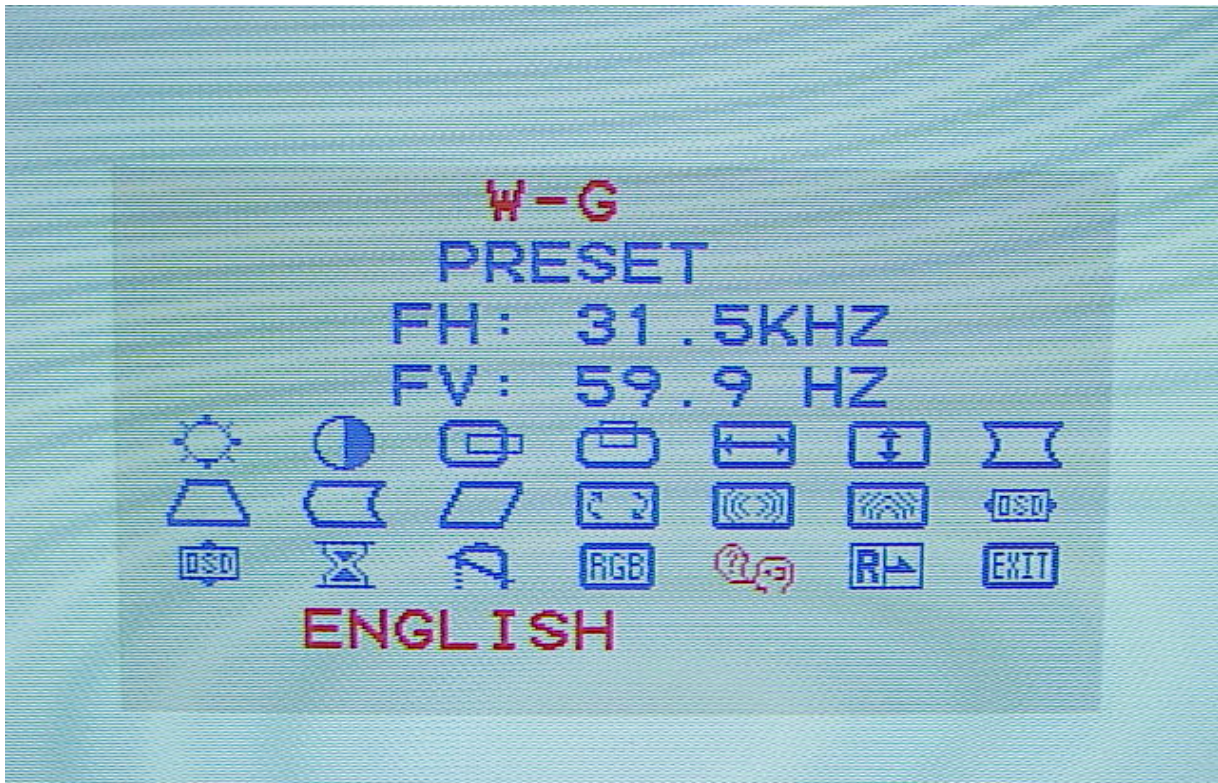 W-G
PRESET
FH: 31.5KHZ
FV: 59.9 HZ
OSD
OSD RGB R EXIT
ENGLISH